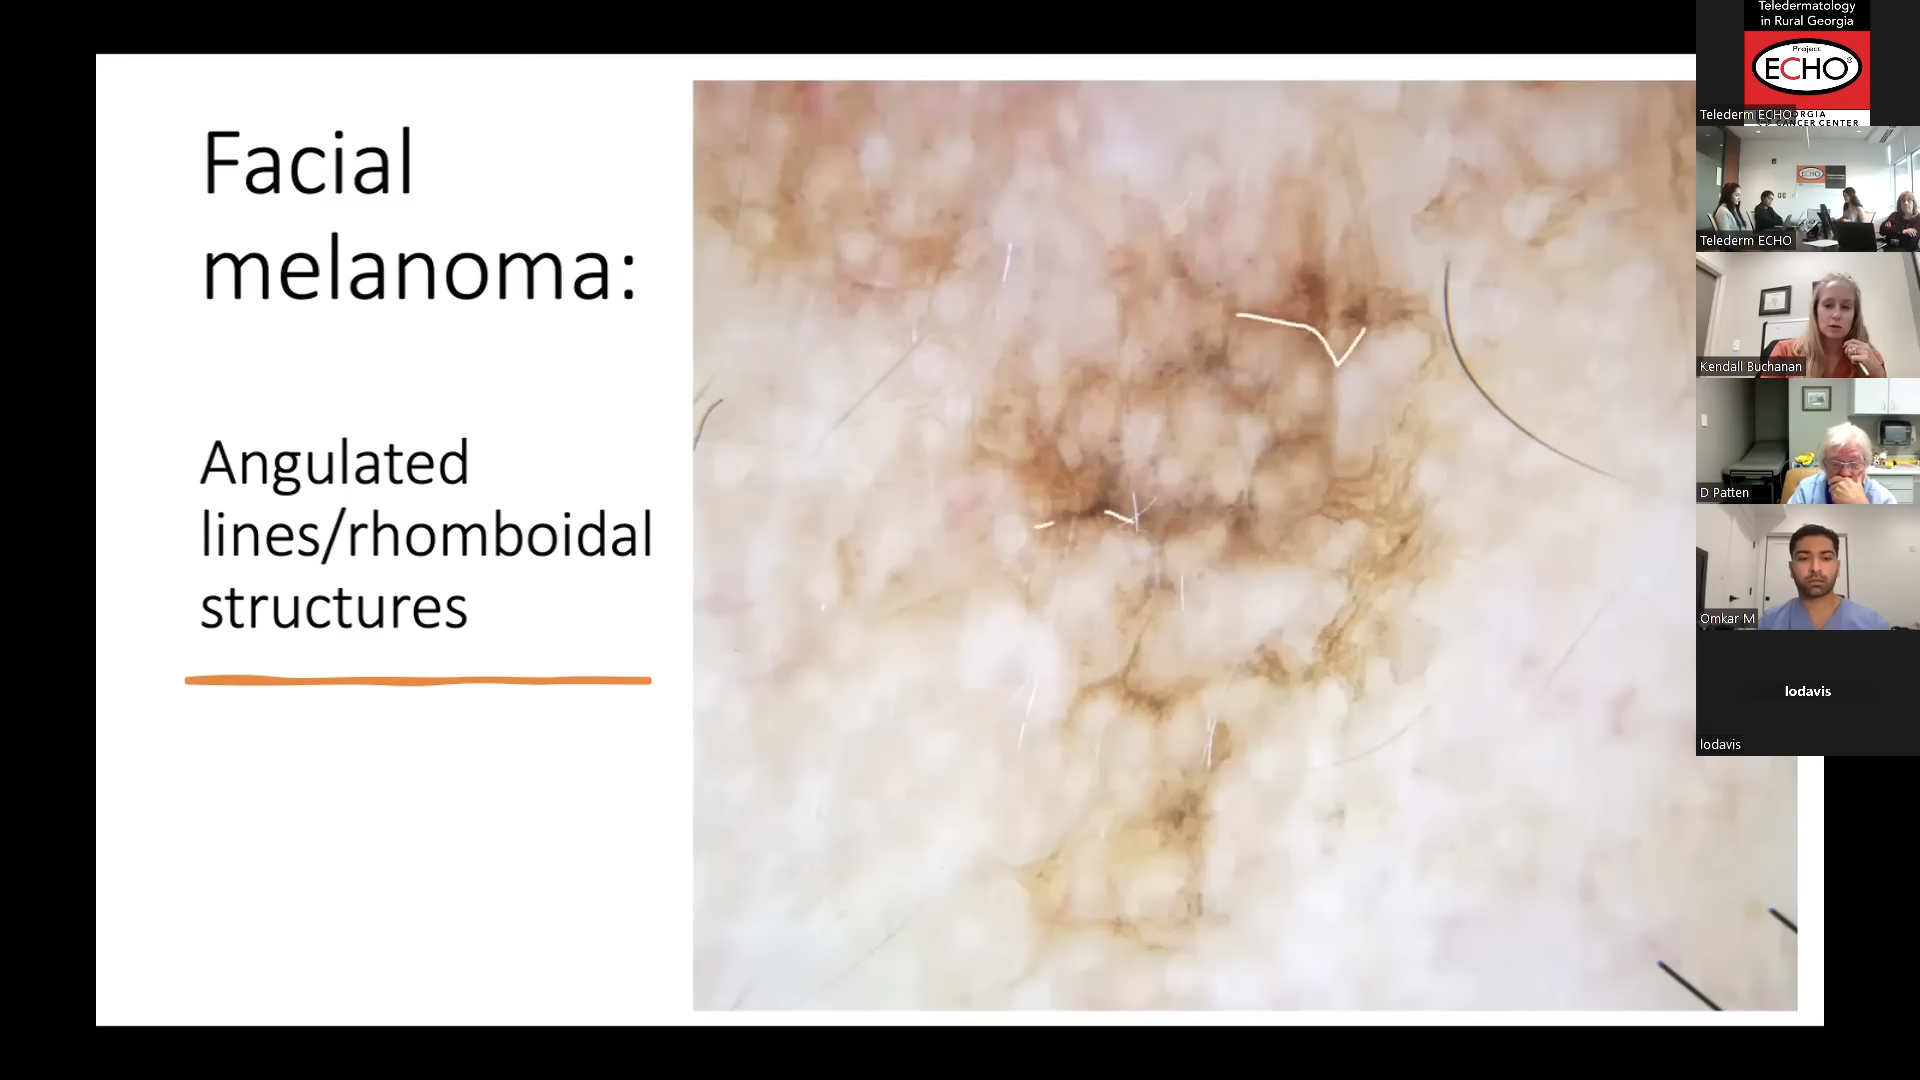 Facial
melanoma:
Angulated
lines/rhomboidal
structures
Teledermatology
in Rural Georgia
Project
ECHO®
Telederm ECHO
CANCER CENTER
ECHO
Telederm ECHO
Kendall Buchanan
D Patten
Omkar M
lodavis
lodavis